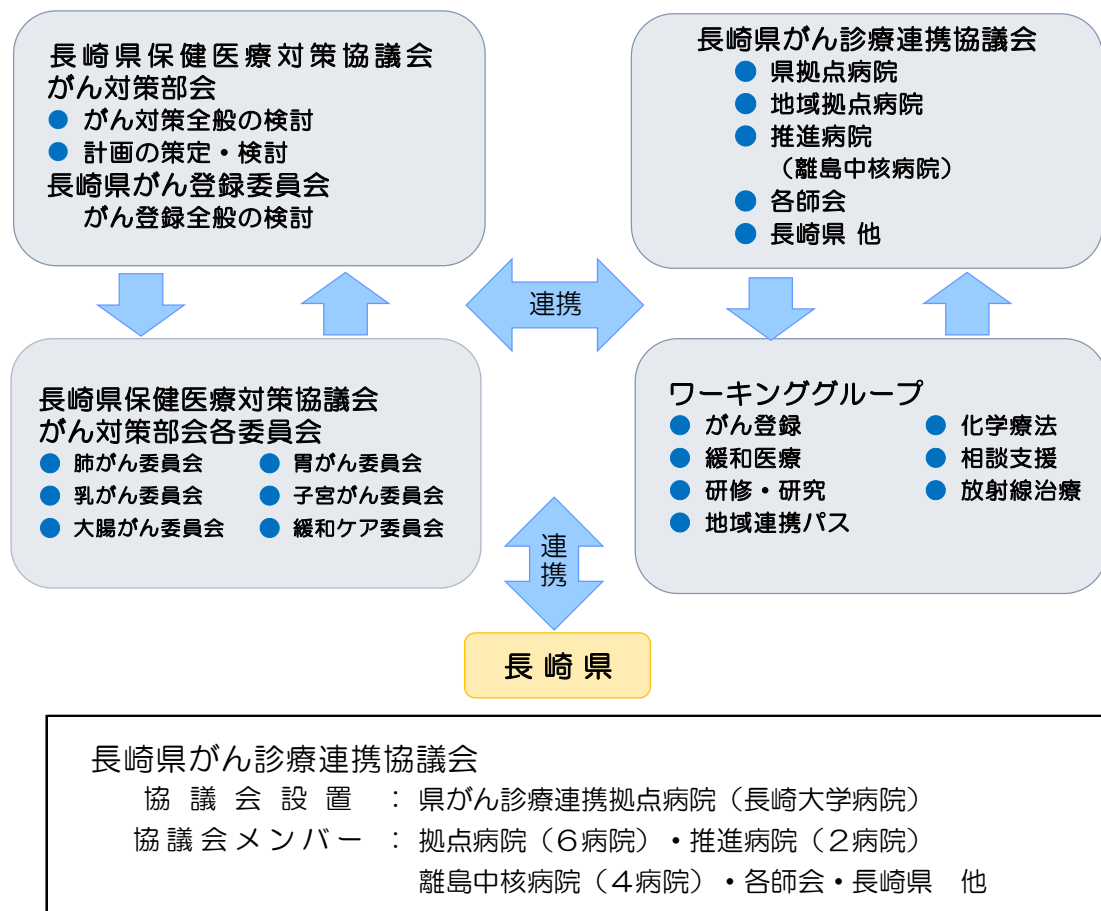 長崎県保健医療対策協議会
がん対策部会
● がん対策全般の検討
● 計画の策定・検討
長崎県がん登録委員会
がん登録全般の検討
長崎県がん診療連携協議会
● 県拠点病院
● 地域拠点病院
● 推進病院
（離島中核病院）
● 各師会
● 長崎県 他
連携
長崎県保健医療対策協議会
がん対策部会各委員会
● 肺がん委員会 ● 胃がん委員会
● 乳がん委員会 ● 子宮がん委員会
● 大腸がん委員会 ● 緩和ケア委員会
ワーキンググループ
● がん登録 ● 化学療法
● 緩和医療 ● 相談支援
● 研修・研究 ● 放射線治療
● 地域連携パス
連携
長崎県
長崎県がん診療連携協議会
協議会設置 ： 県がん診療連携拠点病院（長崎大学病院）
協議会メンバー ： 拠点病院（６病院）・推進病院（２病院）
離島中核病院（４病院）・各師会・長崎県　他